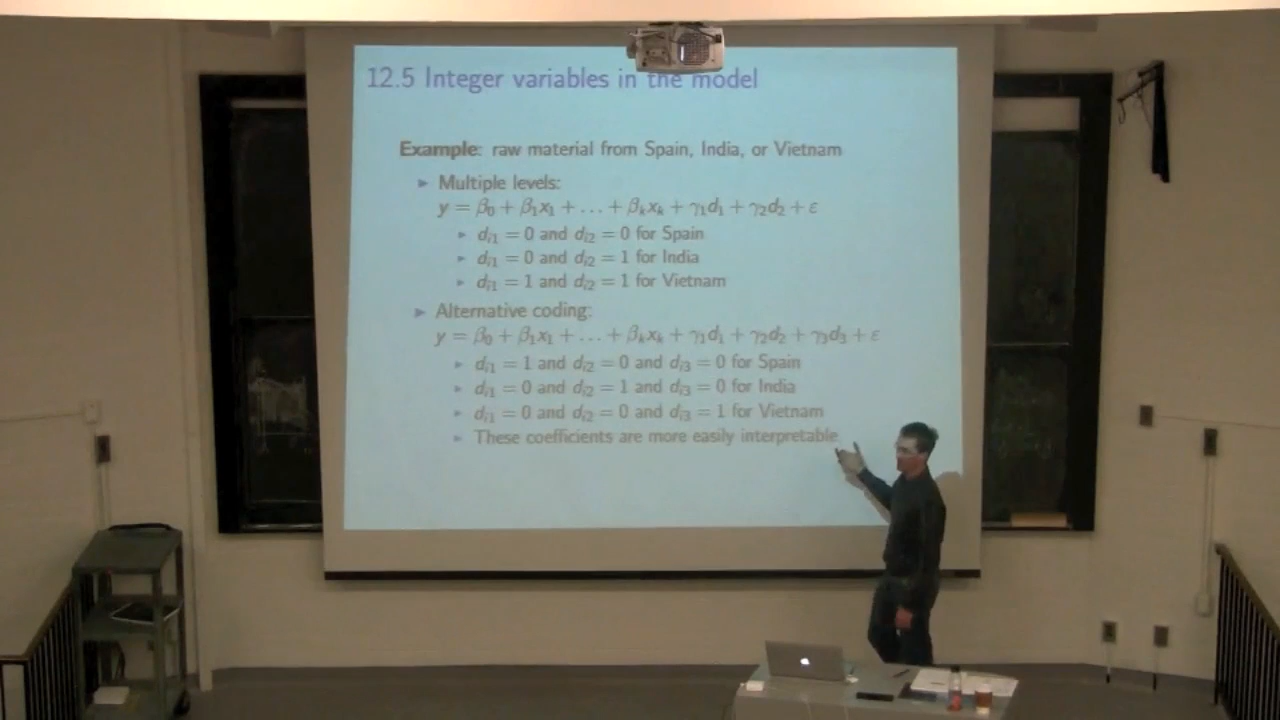 12.5 Integer variables in the model
Example: raw material from Spain, India, or Vietnam
▸ Multiple levels:
y = β₀ + β₁x₁ + … + βₖxₖ + γ₁d₁ + γ₂d₂ + ε
▸ dᵢ₁ = 0 and dᵢ₂ = 0 for Spain
▸ dᵢ₁ = 0 and dᵢ₂ = 1 for India
▸ dᵢ₁ = 1 and dᵢ₂ = 1 for Vietnam
▸ Alternative coding:
y = β₀ + β₁x₁ + … + βₖxₖ + γ₁d₁ + γ₂d₂ + γ₃d₃ + ε
▸ dᵢ₁ = 1 and dᵢ₂ = 0 and dᵢ₃ = 0 for Spain
▸ dᵢ₁ = 0 and dᵢ₂ = 1 and dᵢ₃ = 0 for India
▸ dᵢ₁ = 0 and dᵢ₂ = 0 and dᵢ₃ = 1 for Vietnam
▸ These coefficients are more easily interpretable